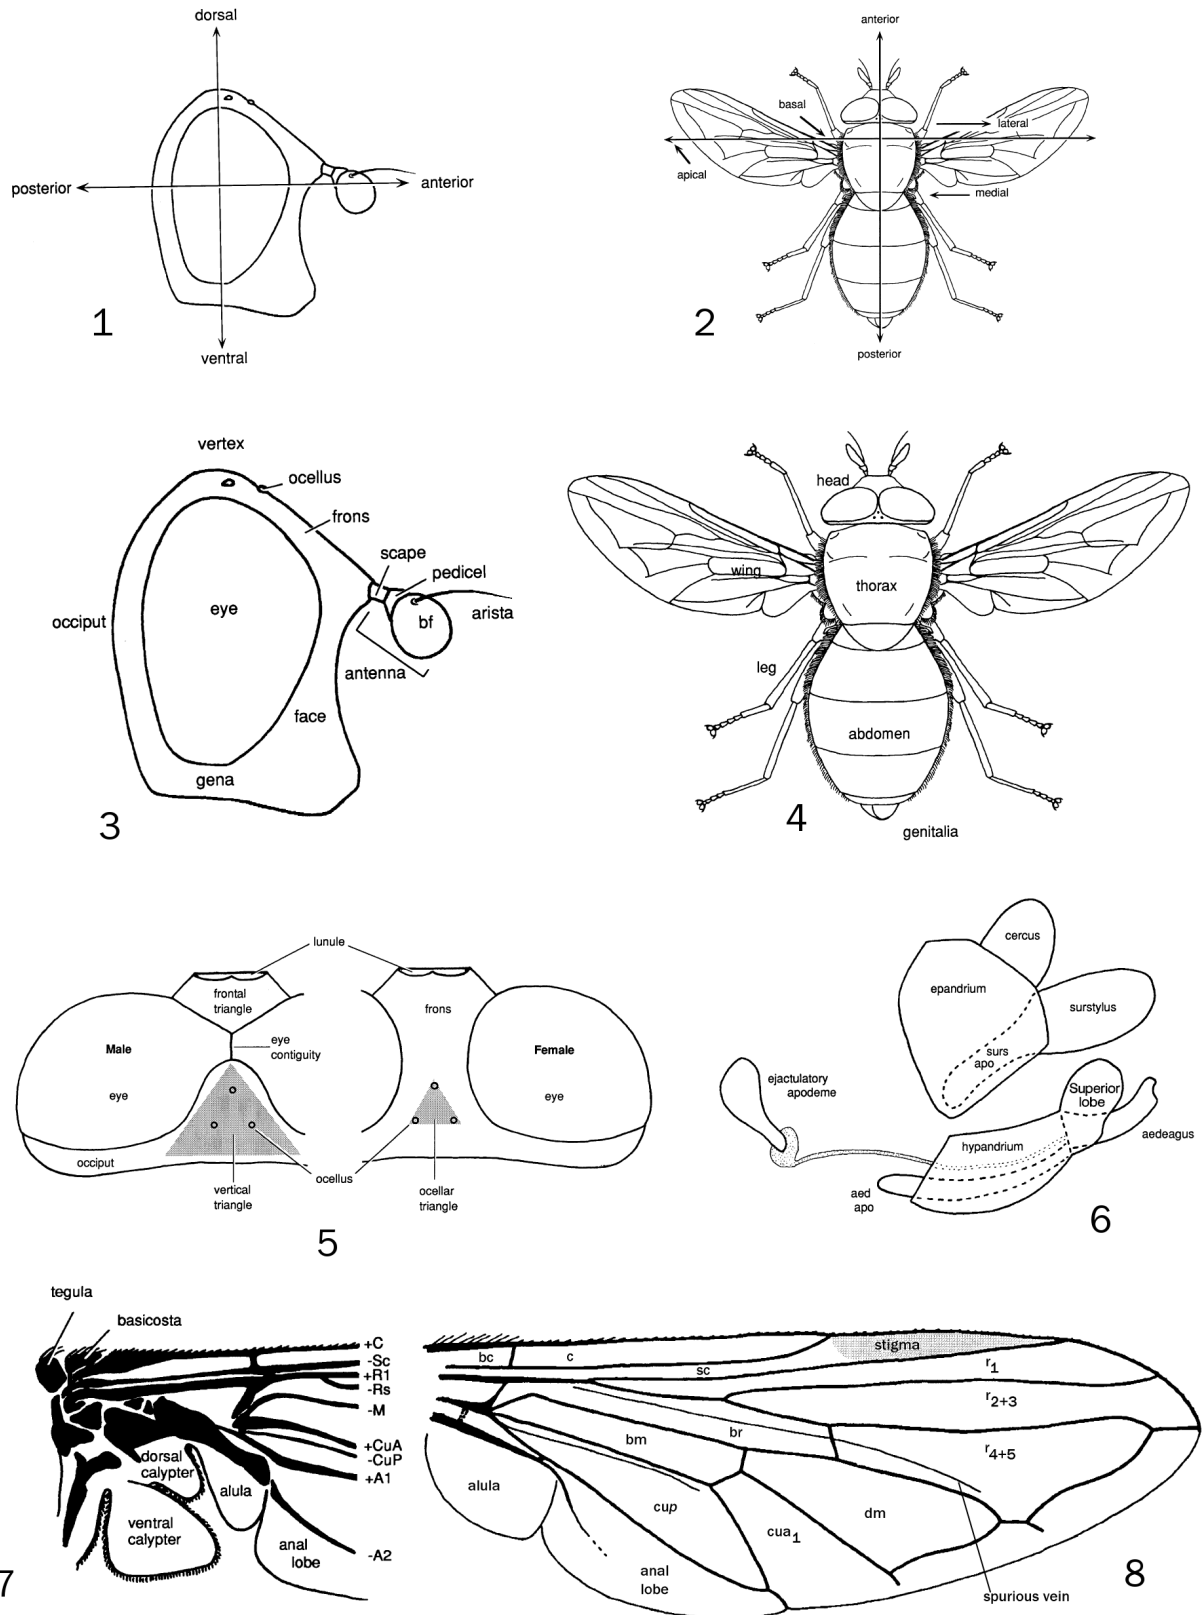 dorsal
posterior
anterior
ventral
1
anterior
basal
lateral
apical
medial
posterior
2
vertex
ocellus
frons
scape
pedicel
eye
occiput
bf
arista
antenna
face
gena
3
head
wing
thorax
leg
abdomen
genitalia
4
lunule
frontal
triangle
frons
eye
contiguity
Male
Female
eye
eye
occiput
vertical
triangle
ocellus
ocellar
triangle
5
cercus
epandrium
surstylus
surs
apo
ejactulatory
apodeme
Superior
lobe
hypandrium
aedeagus
aed
apo
6
tegula
basicosta
+C
-Sc
+R1
-Rs
-M
+CuA
-CuP
+A1
-A2
dorsal
calypter
alula
ventral
calypter
anal
lobe
7
bc
c
sc
stigma
r1
r2+3
r4+5
br
bm
alula
cup
cua1
dm
anal
lobe
spurious vein
8